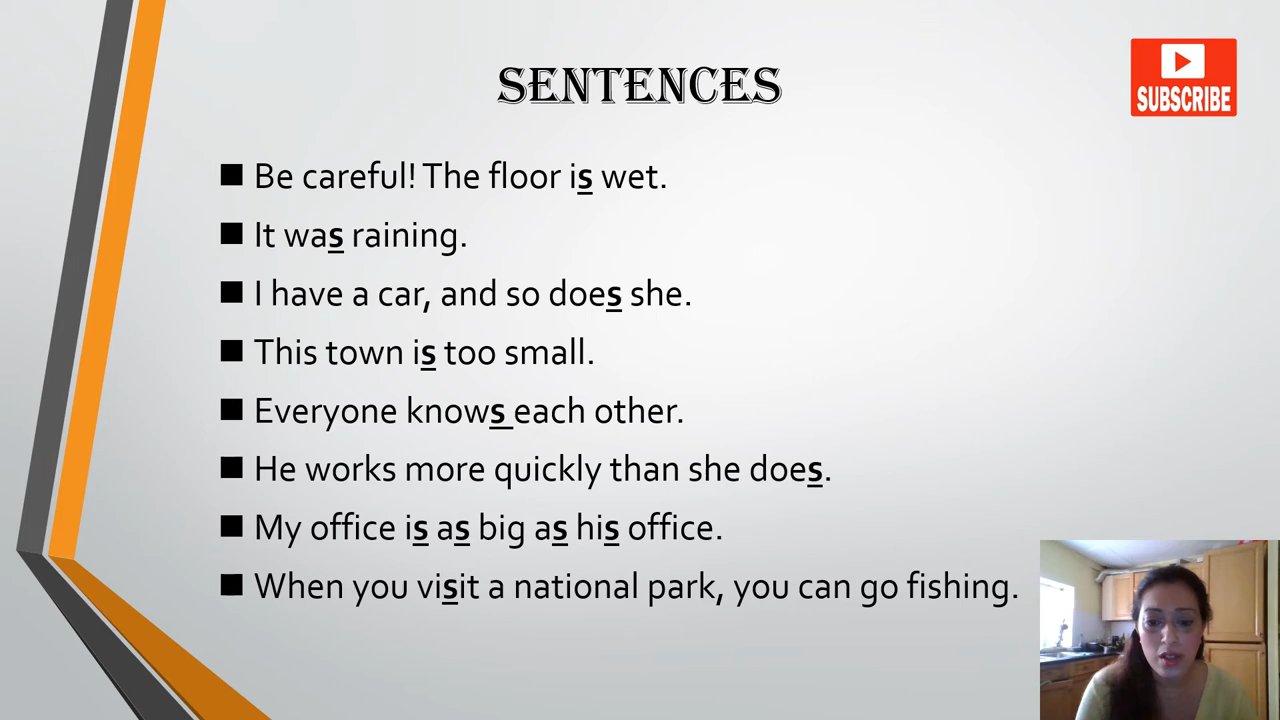 SENTENCES
SUBSCRIBE
Be careful! The floor is wet.
It was raining.
I have a car, and so does she.
This town is too small.
Everyone knows each other.
He works more quickly than she does.
My office is as big as his office.
When you visit a national park, you can go fishing.